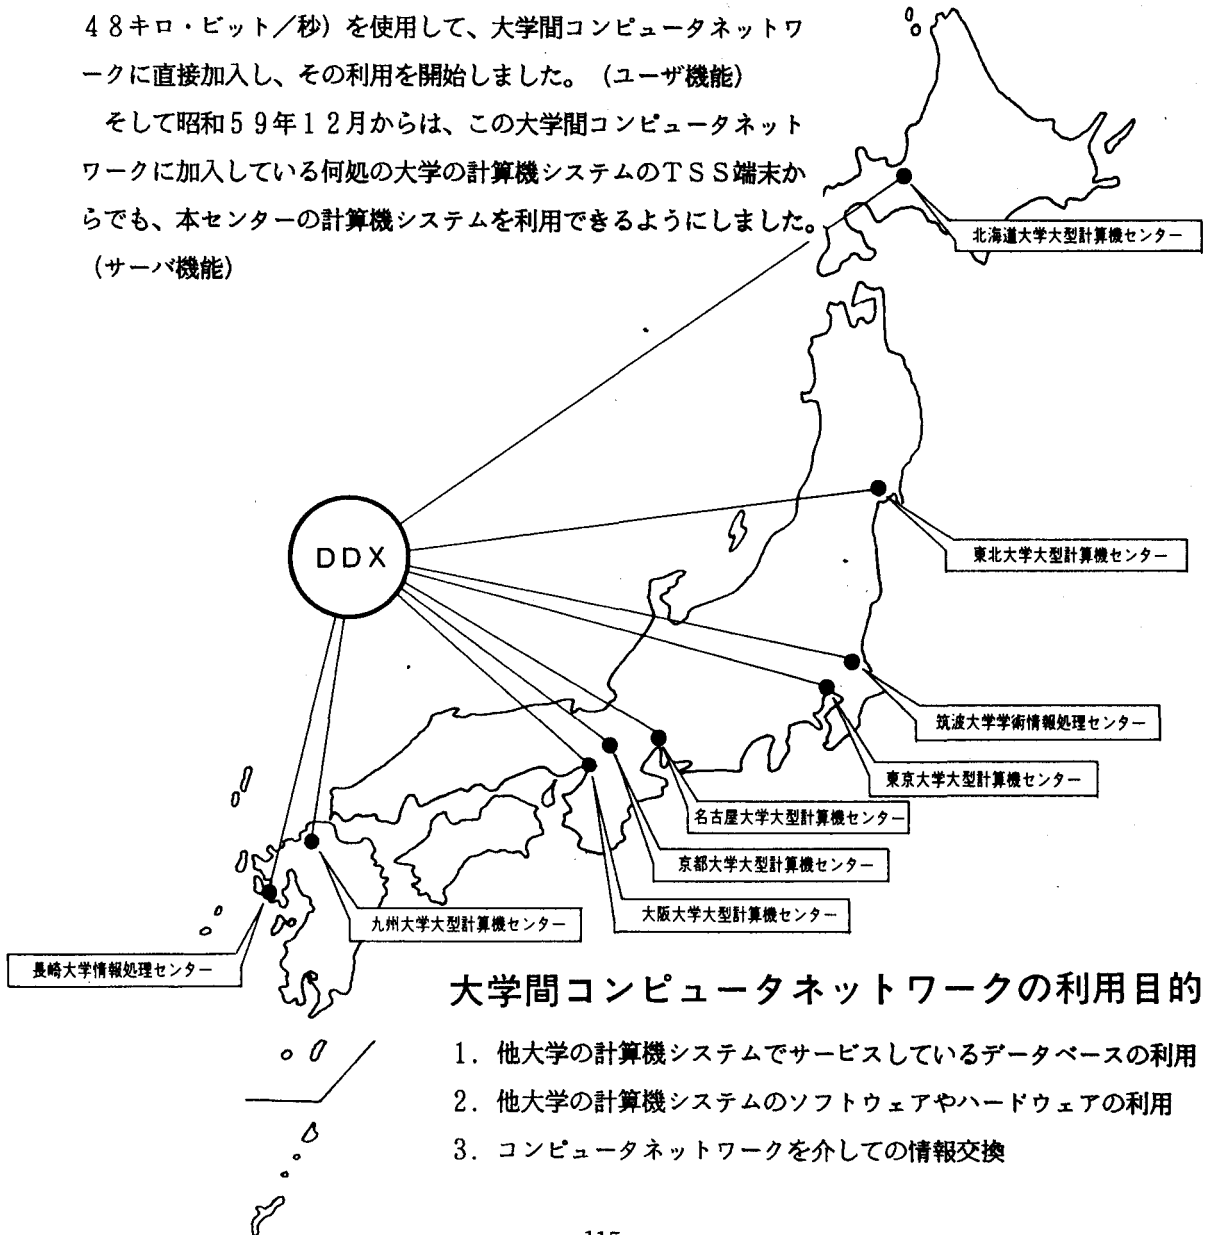 ４８キロ・ビット／秒）を使用して、大学間コンピュータネットワ
ークに直接加入し、その利用を開始しました。（ユーザ機能）
そして昭和５９年１２月からは、この大学間コンピュータネット
ワークに加入している何処の大学の計算機システムのＴＳＳ端末か
らでも、本センターの計算機システムを利用できるようにしました。
（サーバ機能）
北海道大学大型計算機センター
DDX
東北大学大型計算機センター
筑波大学学術情報処理センター
東京大学大型計算機センター
名古屋大学大型計算機センター
京都大学大型計算機センター
大阪大学大型計算機センター
九州大学大型計算機センター
長崎大学情報処理センター
大学間コンピュータネットワークの利用目的
１．他大学の計算機システムでサービスしているデータベースの利用
２．他大学の計算機システムのソフトウェアやハードウェアの利用
３．コンピュータネットワークを介しての情報交換